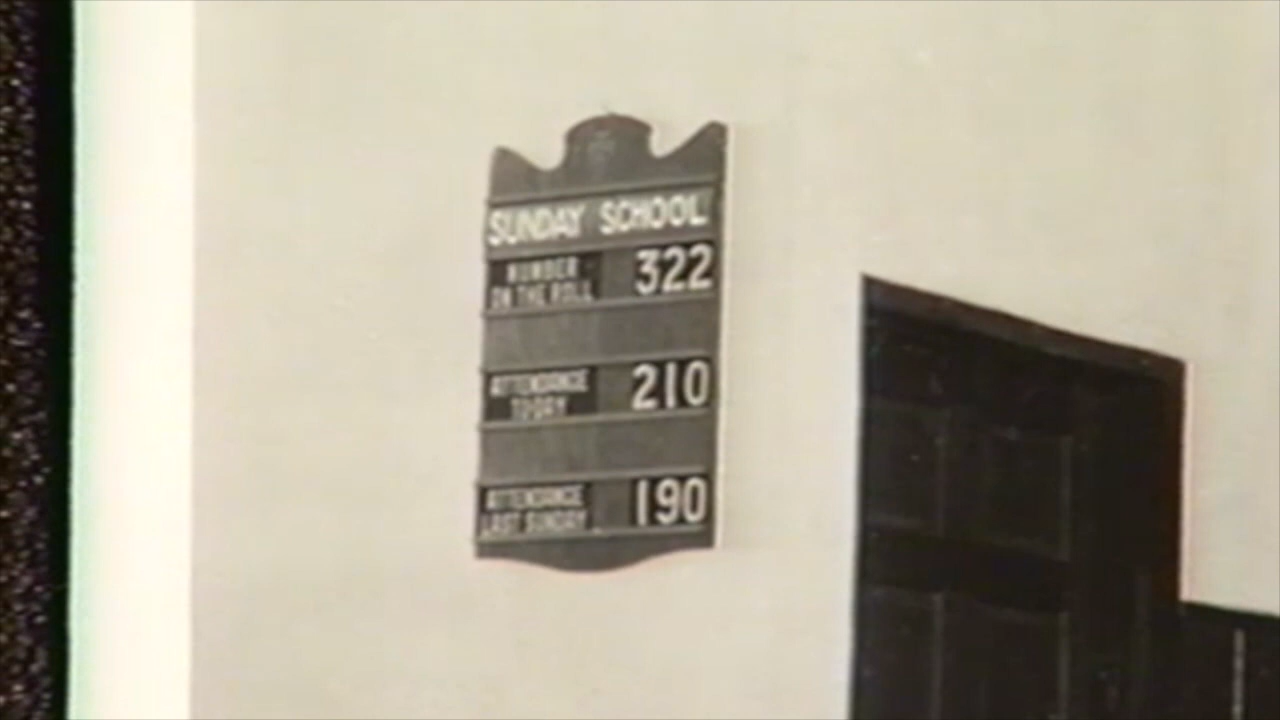 SUNDAY SCHOOL
NUMBER
ON THE ROLL
322
ATTENDANCE
TODAY
210
ATTENDANCE
LAST SUNDAY
190